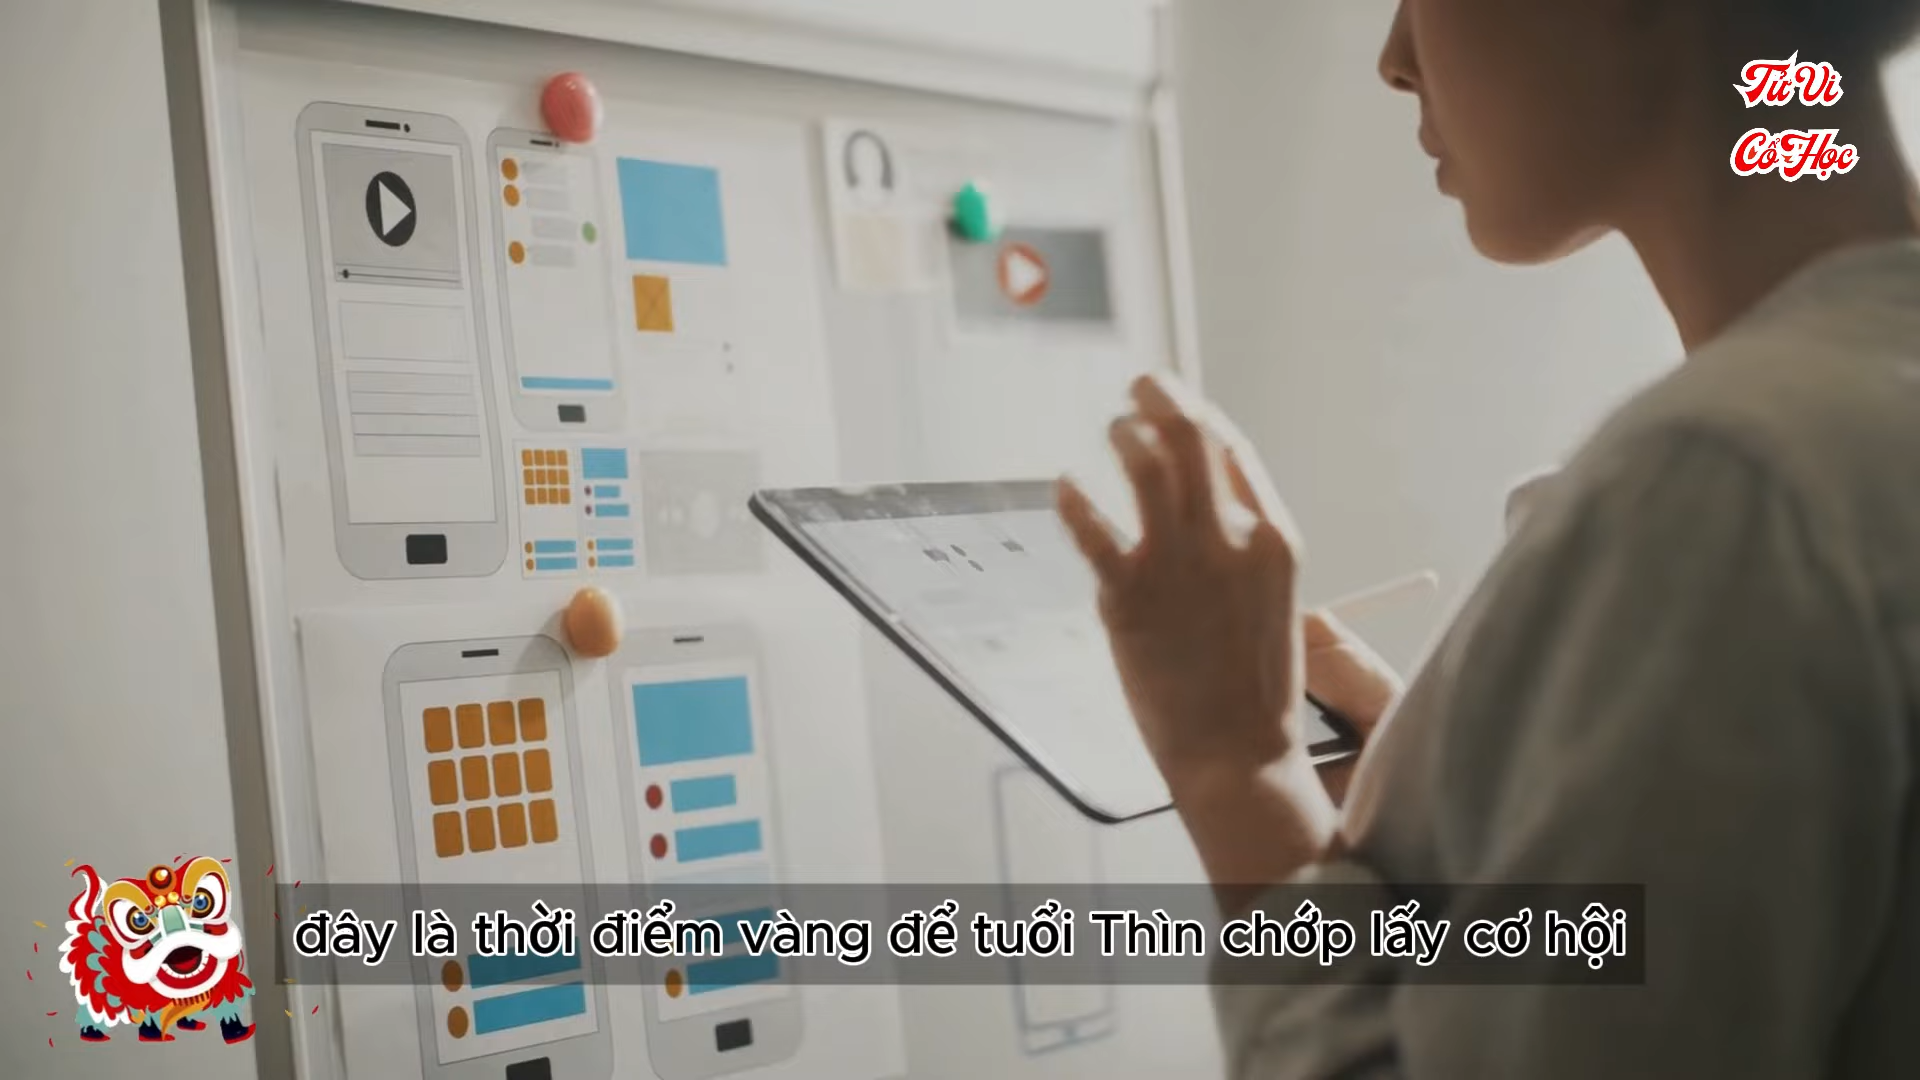 Tử Vi
Cổ Học
đây là thời điểm vàng để tuổi Thìn chớp lấy cơ hội